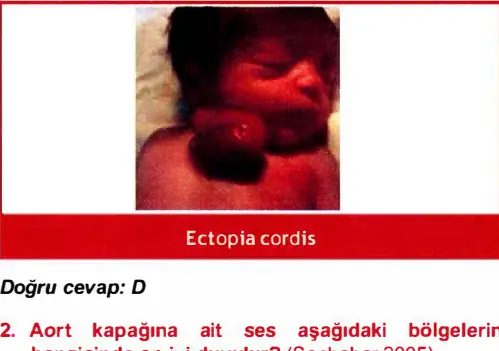 Ectopia cordis
Doğru cevap: D
2. Aort kapağına ait ses aşağıdaki bölgelerin